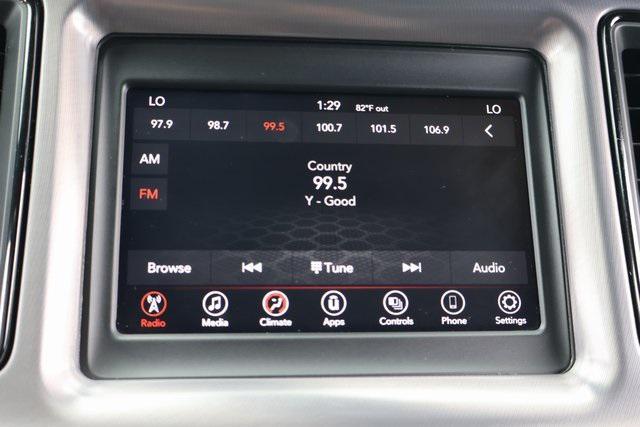 LO 1:29 82°F out LO
97.9 98.7 99.5 100.7 101.5 106.9
AM
Country
99.5
FM
Y - Good
Browse Tune Audio
Radio Media Climate Apps Controls Phone Settings